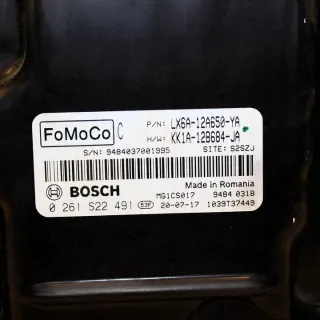 FoMoCo C P/N: LX6A-12A650-YA
H/W: KK1A-12B684-JA
S/N: 9484037001995 SITE: S2SZJ
BOSCH Made in Romania
MG1CS017 9484 0318
0 261 S22 491 53F 20-07-17 1039T37449